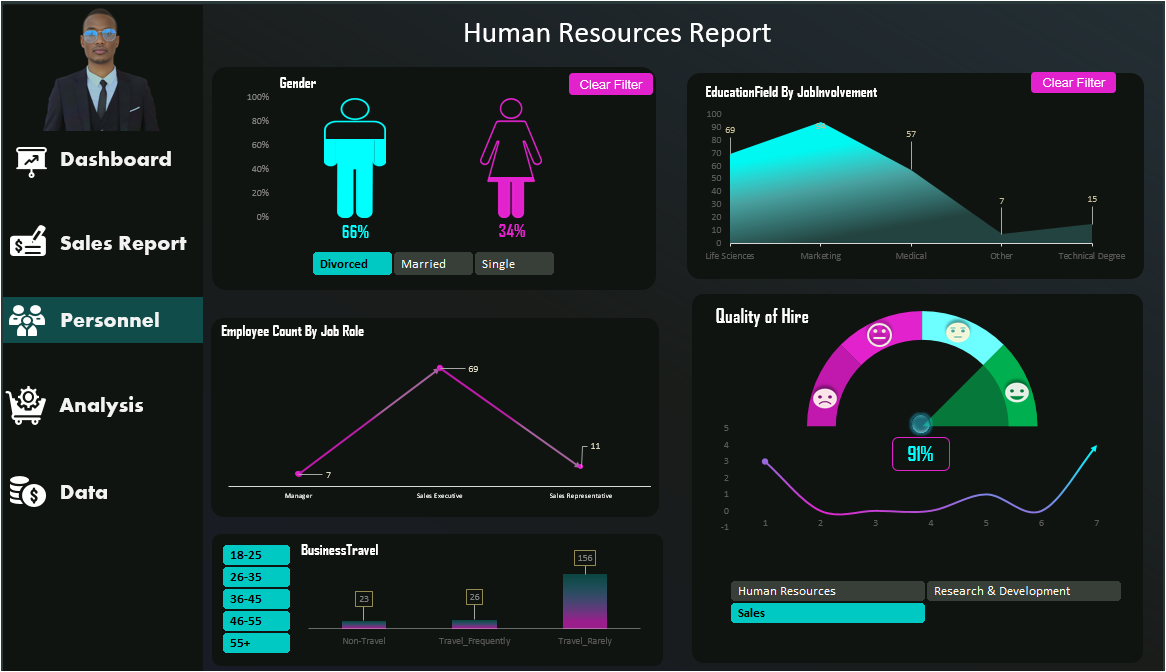 Human Resources Report
Dashboard
Sales Report
Personnel
Analysis
Data
Gender
Clear Filter
100%
80%
60%
40%
20%
0%
66%
34%
Divorced
Married
Single
EducationField By JobInvolvement
Clear Filter
100
90
80
70
60
50
40
30
20
10
0
69
57
7
15
Life Sciences
Marketing
Medical
Other
Technical Degree
Employee Count By Job Role
7
69
11
Manager
Sales Executive
Sales Representative
Quality of Hire
91%
5
4
3
2
1
0
-1
1
2
3
4
5
6
7
Human Resources
Research & Development
Sales
BusinessTravel
18-25
26-35
36-45
46-55
55+
23
26
156
Non-Travel
Travel_Frequently
Travel_Rarely